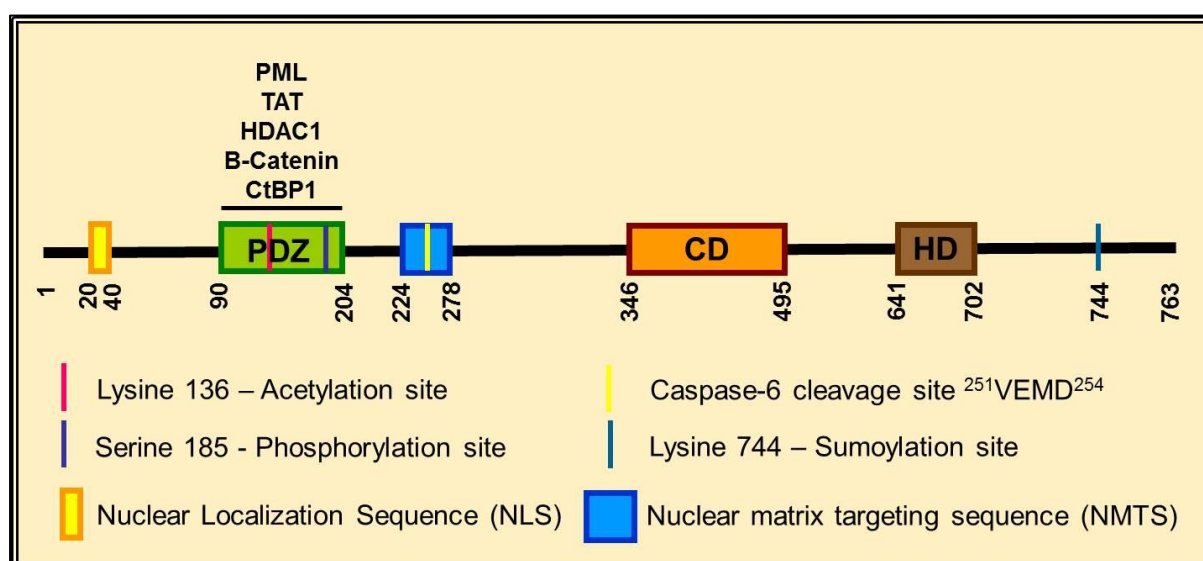 PML
TAT
HDAC1
B-Catenin
CtBP1
PDZ
CD
HD
1
20
40
90
204
224
278
346
495
641
702
744
763
Lysine 136 – Acetylation site
Caspase-6 cleavage site ²⁵¹VEMD²⁵⁴
Serine 185 - Phosphorylation site
Lysine 744 – Sumoylation site
Nuclear Localization Sequence (NLS)
Nuclear matrix targeting sequence (NMTS)